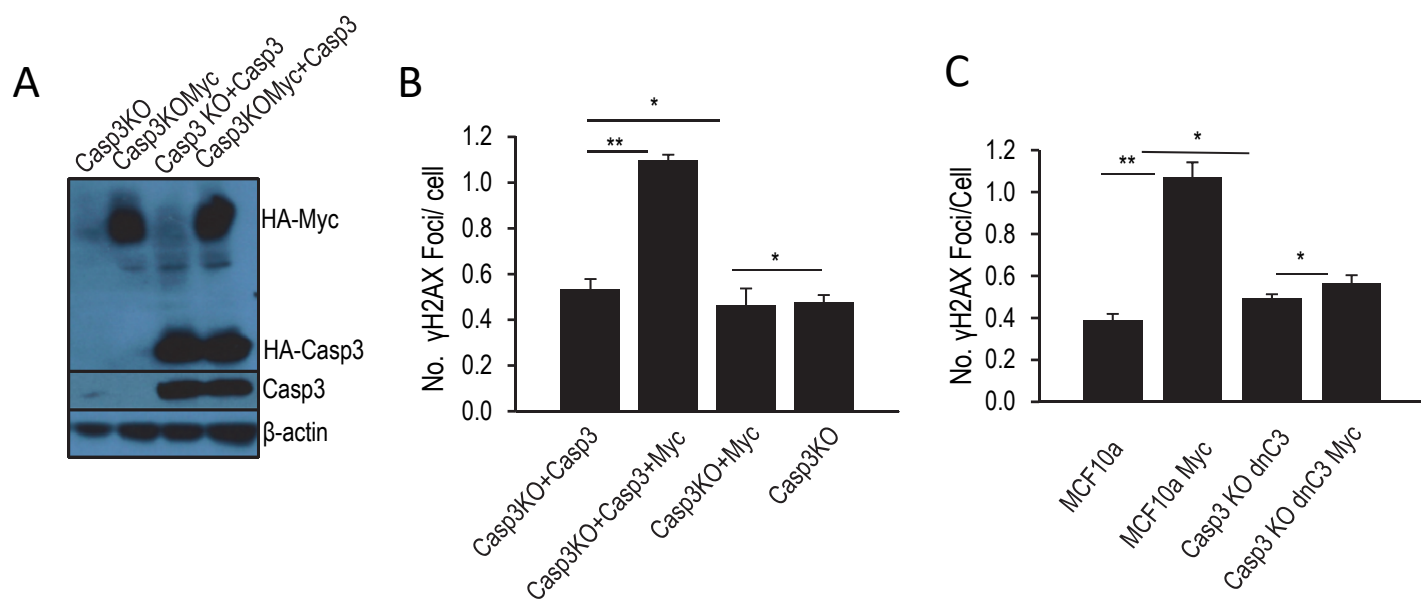 A
Casp3KO
Casp3KOMyc
Casp3 KO+Casp3
Casp3KOMyc+Casp3
HA-Myc
HA-Casp3
Casp3
β-actin
B
No. γH2AX Foci/ cell
1.2
1.0
0.8
0.6
0.4
0.2
0.0
*
**
*
Casp3KO+Casp3
Casp3KO+Casp3+Myc
Casp3KO+Myc
Casp3KO
C
No. γH2AX Foci/Cell
1.2
1.0
0.8
0.6
0.4
0.2
0.0
*
**
*
MCF10a
MCF10a Myc
Casp3 KO dnC3
Casp3 KO dnC3 Myc